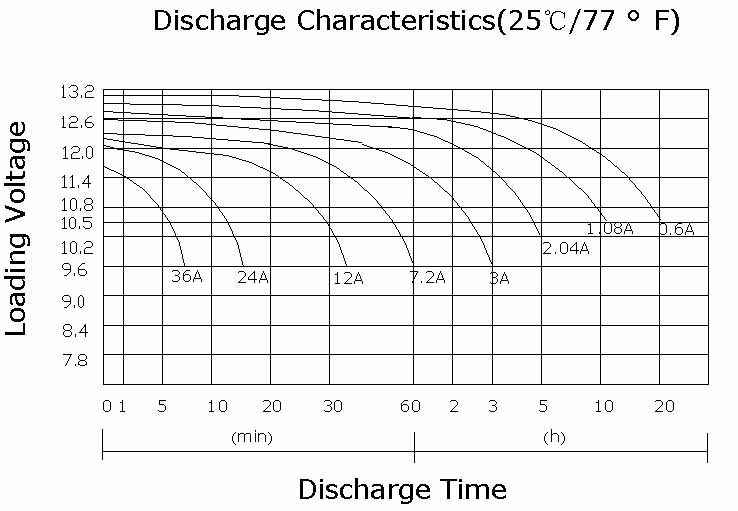 Discharge Characteristics(25℃/77 ° F)
Loading Voltage
13.2
12.6
12.0
11.4
10.8
10.5
10.2
9.6
9.0
8.4
7.8
36A 24A 12A 7.2A 3A 2.04A 1.08A 0.6A
0 1 5 10 20 30 60 2 3 5 10 20
(min) (h)
Discharge Time